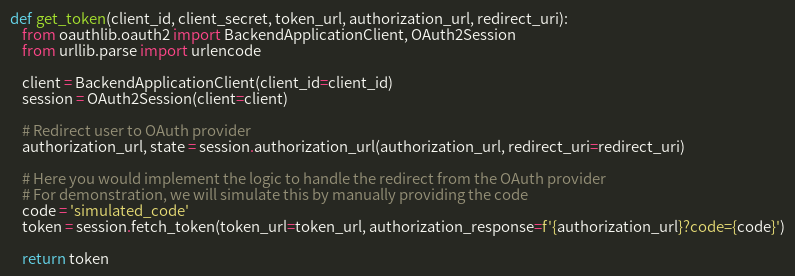 def get_token(client_id, client_secret, token_url, authorization_url, redirect_uri):
from oauthlib.oauth2 import BackendApplicationClient, OAuth2Session
from urllib.parse import urlencode
client = BackendApplicationClient(client_id=client_id)
session = OAuth2Session(client=client)
# Redirect user to OAuth provider
authorization_url, state = session.authorization_url(authorization_url, redirect_uri=redirect_uri)
# Here you would implement the logic to handle the redirect from the OAuth provider
# For demonstration, we will simulate this by manually providing the code
code = 'simulated_code'
token = session.fetch_token(token_url=token_url, authorization_response=f'{authorization_url}?code={code}')
return token